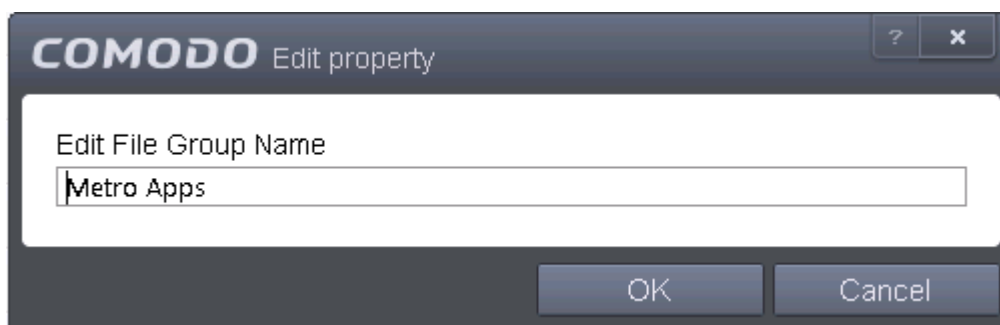 COMODO Edit property ? ×
Edit File Group Name
Metro Apps
OK Cancel